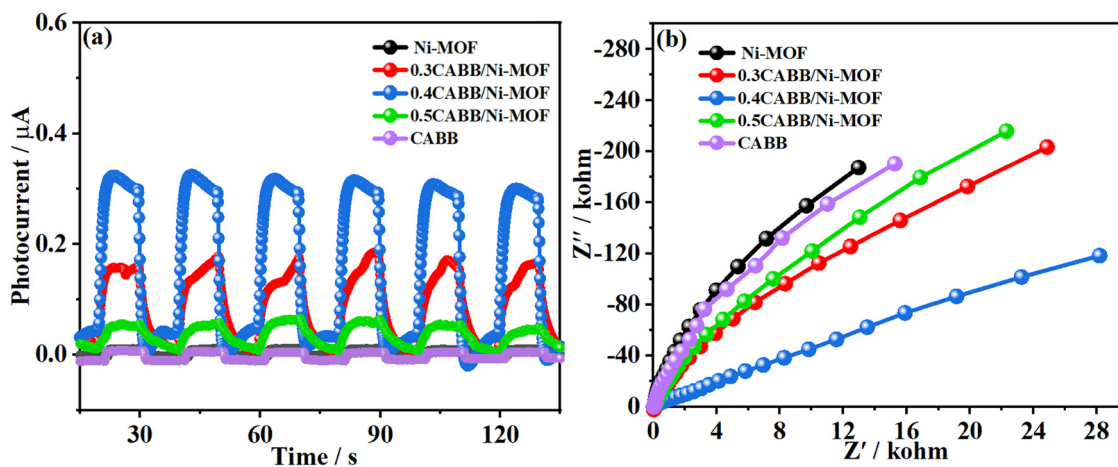 (a)
Photocurrent / μA
0.6
0.4
0.2
0.0
Ni-MOF
0.3CABB/Ni-MOF
0.4CABB/Ni-MOF
0.5CABB/Ni-MOF
CABB
30
60
90
120
Time / s
(b)
Z′′ / kohm
-280
-240
-200
-160
-120
-80
-40
0
Ni-MOF
0.3CABB/Ni-MOF
0.4CABB/Ni-MOF
0.5CABB/Ni-MOF
CABB
0
4
8
12
16
20
24
28
Z′ / kohm